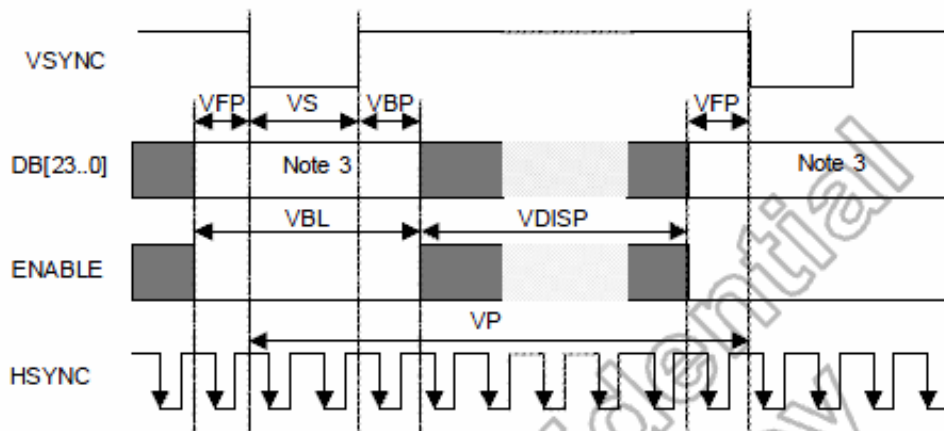 VSYNC
VFP VS VBP VFP
DB[23..0] Note 3 Note 3
VBL VDISP
ENABLE
VP
HSYNC